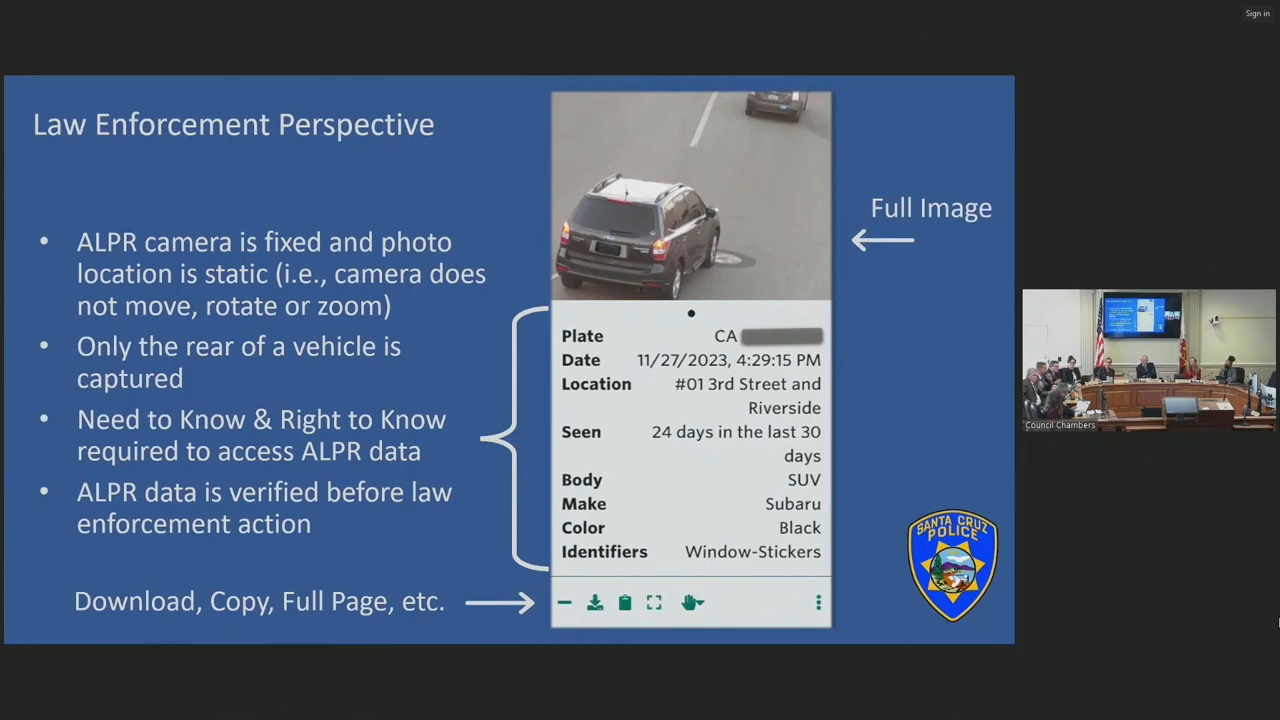 Sign in
Law Enforcement Perspective
• ALPR camera is fixed and photo
location is static (i.e., camera does
not move, rotate or zoom)
• Only the rear of a vehicle is
captured
• Need to Know & Right to Know
required to access ALPR data
• ALPR data is verified before law
enforcement action
Download, Copy, Full Page, etc.
Full Image
Plate CA
Date 11/27/2023, 4:29:15 PM
Location #01 3rd Street and
Riverside
Seen 24 days in the last 30
days
Body SUV
Make Subaru
Color Black
Identifiers Window-Stickers
SANTA CRUZ
POLICE
Council Chambers